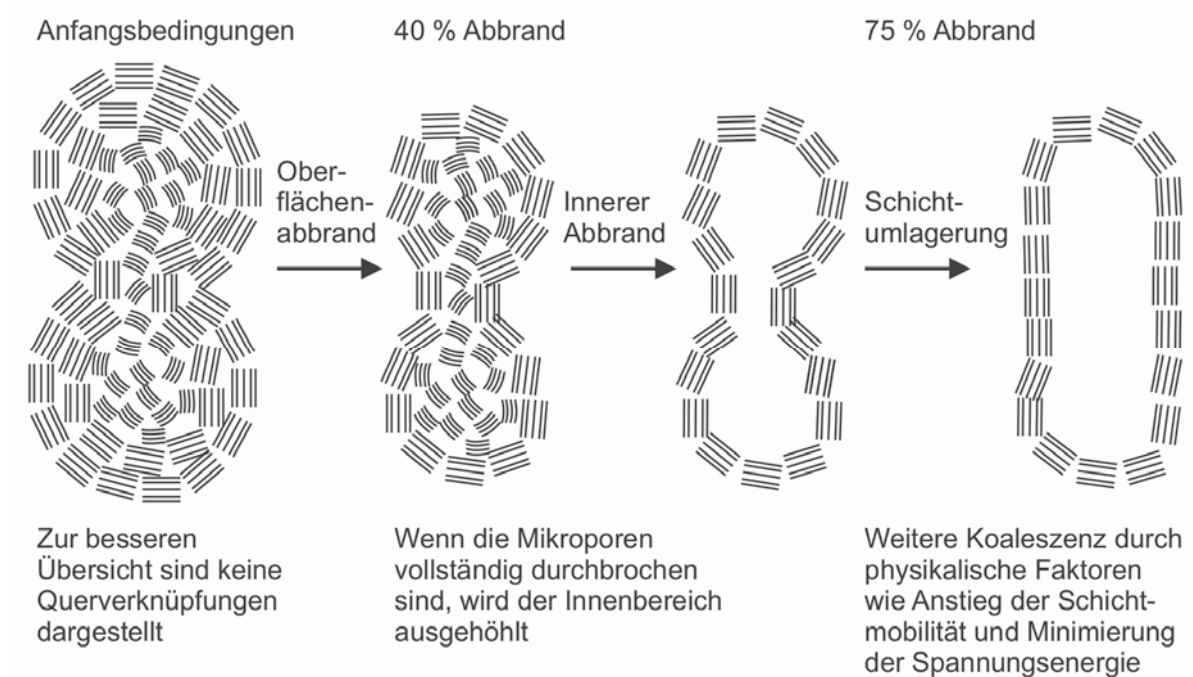 Anfangsbedingungen
40 % Abbrand
75 % Abbrand
Ober-
flächen-
abbrand
Innerer
Abbrand
Schicht-
umlagerung
Zur besseren
Übersicht sind keine
Querverknüpfungen
dargestellt
Wenn die Mikroporen
vollständig durchbrochen
sind, wird der Innenbereich
ausgehöhlt
Weitere Koaleszenz durch
physikalische Faktoren
wie Anstieg der Schicht-
mobilität und Minimierung
der Spannungsenergie